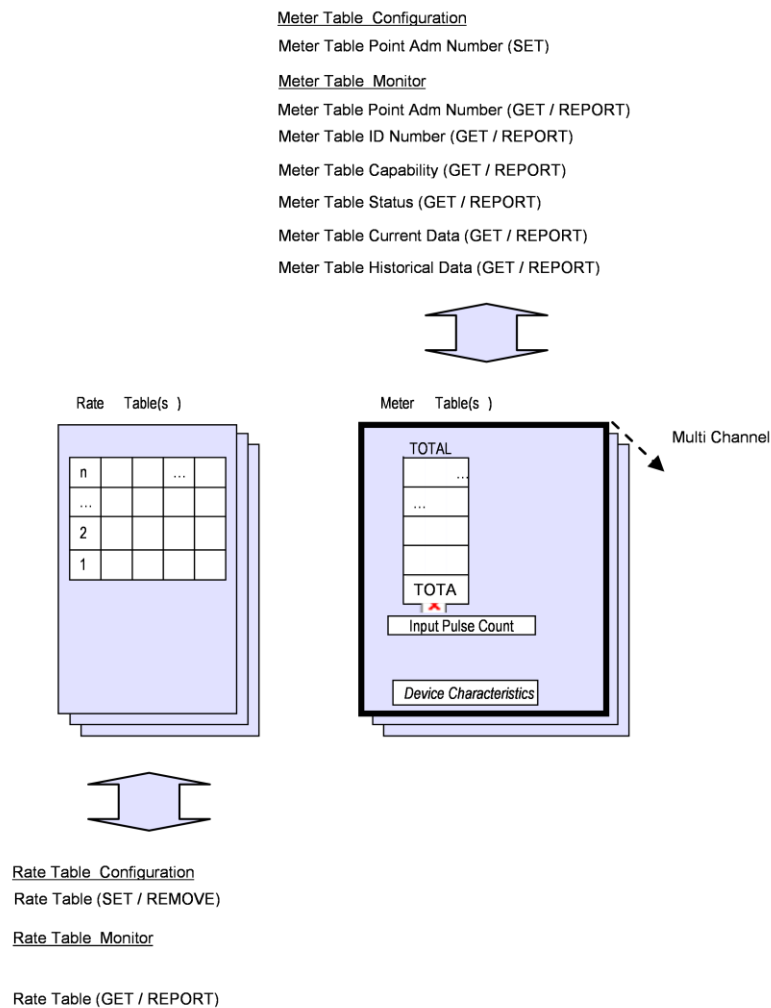 Meter Table Configuration
Meter Table Point Adm Number (SET)
Meter Table Monitor
Meter Table Point Adm Number (GET / REPORT)
Meter Table ID Number (GET / REPORT)
Meter Table Capability (GET / REPORT)
Meter Table Status (GET / REPORT)
Meter Table Current Data (GET / REPORT)
Meter Table Historical Data (GET / REPORT)
Rate Table(s )
n ...
...
2
1
Meter Table(s )
Multi Channel
TOTAL
...
...
TOTA
Input Pulse Count
Device Characteristics
Rate Table Configuration
Rate Table (SET / REMOVE)
Rate Table Monitor
Rate Table (GET / REPORT)